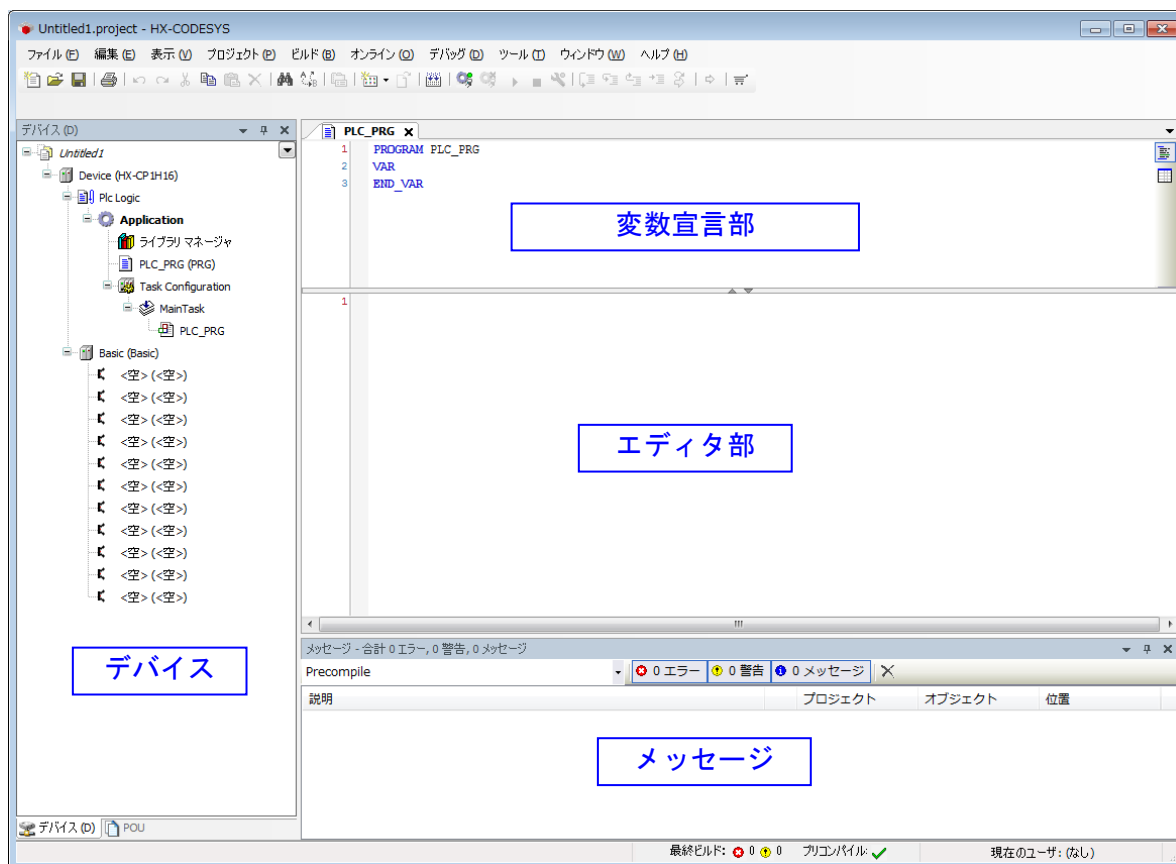 Untitled1.project - HX-CODESYS
ファイル(F) 編集(E) 表示(V) プロジェクト(P) ビルド(B) オンライン(O) デバッグ(D) ツール(T) ウィンドウ(W) ヘルプ(H)
デバイス(D)
Untitled1
Device (HX-CP1H16)
Plc Logic
Application
ライブラリ マネージャ
PLC_PRG (PRG)
Task Configuration
MainTask
PLC_PRG
Basic (Basic)
<空> (<空>)
<空> (<空>)
<空> (<空>)
<空> (<空>)
<空> (<空>)
<空> (<空>)
<空> (<空>)
<空> (<空>)
<空> (<空>)
<空> (<空>)
<空> (<空>)
デバイス
デバイス(D) POU
PLC_PRG
1 PROGRAM PLC_PRG
2 VAR
3 END_VAR
変数宣言部
1
エディタ部
メッセージ - 合計 0 エラー, 0 警告, 0 メッセージ
Precompile 0 エラー 0 警告 0 メッセージ
説明 プロジェクト オブジェクト 位置
メッセージ
最終ビルド: 0 0 プリコンパイル: 現在のユーザ: (なし)